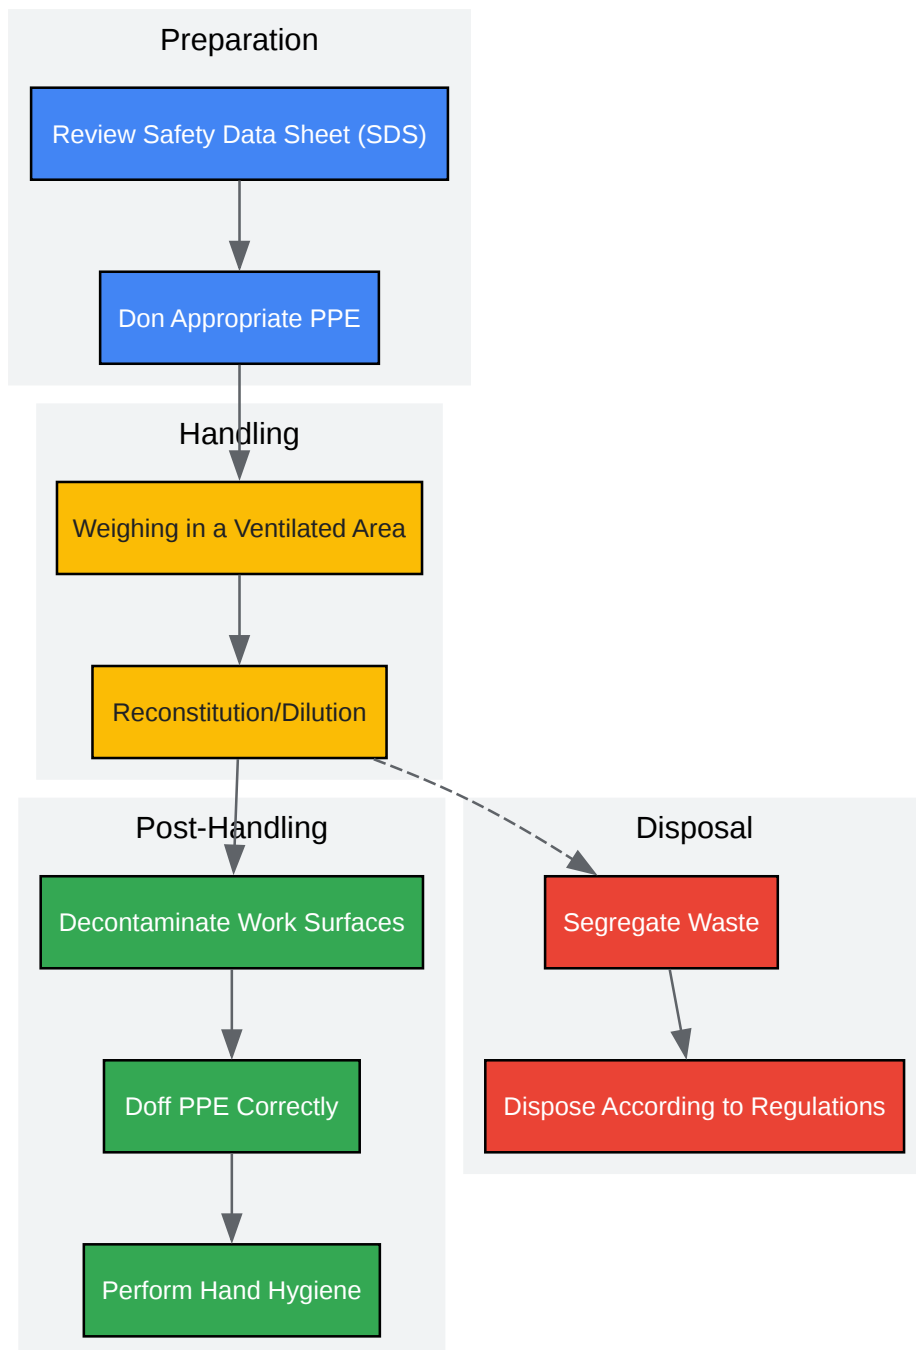 Preparation
Review Safety Data Sheet (SDS)
Don Appropriate PPE
Handling
Weighing in a Ventilated Area
Reconstitution/Dilution
Post-Handling
Decontaminate Work Surfaces
Doff PPE Correctly
Perform Hand Hygiene
Disposal
Segregate Waste
Dispose According to Regulations